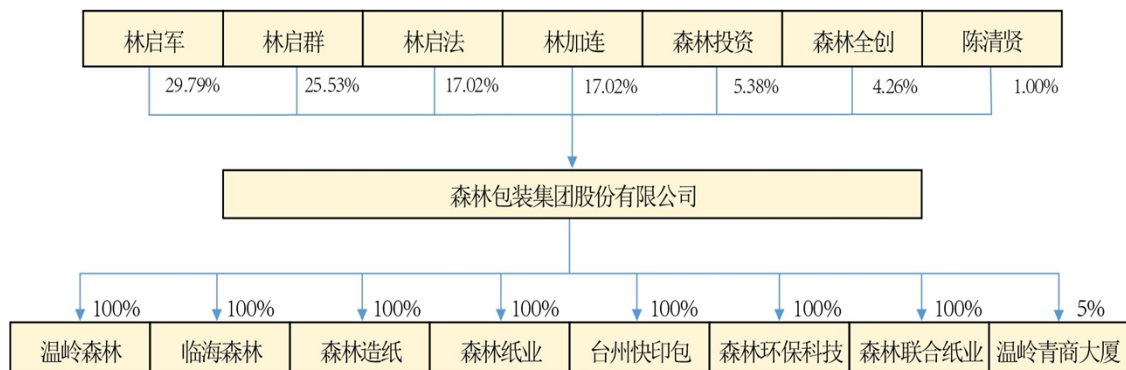 林启军 林启群 林启法 林加连 森林投资 森林全创 陈清贤
29.79% 25.53% 17.02% 17.02% 5.38% 4.26% 1.00%
森林包装集团股份有限公司
100% 100% 100% 100% 100% 100% 100% 5%
温岭森林 临海森林 森林造纸 森林纸业 台州快印包 森林环保科技 森林联合纸业 温岭青商大厦